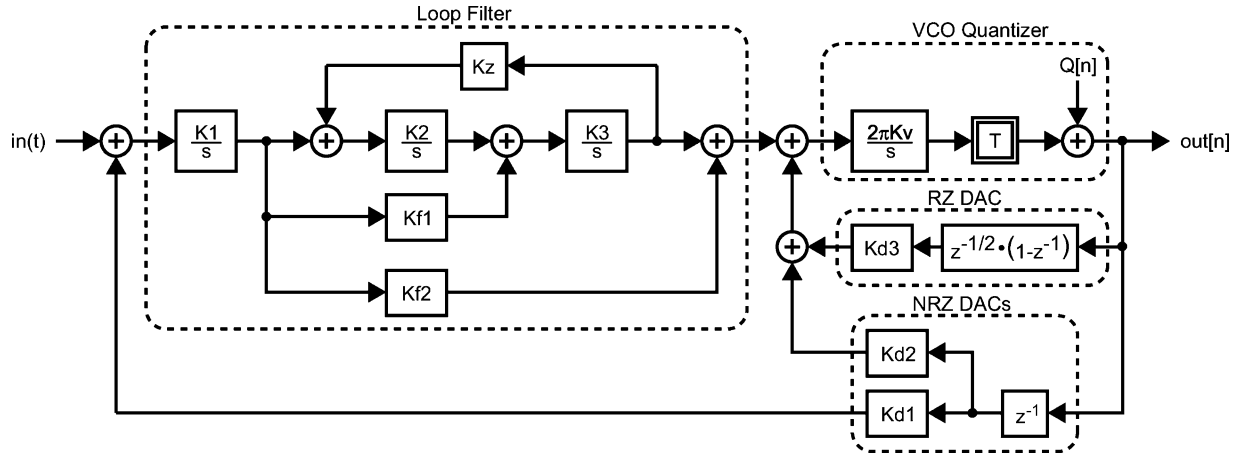 Loop Filter
VCO Quantizer
Kz
Q[n]
in(t)
K1
s
K2
s
K3
s
2πKv
s
T
out[n]
RZ DAC
Kf1
Kd3
z-1/2•(1-z-1)
Kf2
NRZ DACs
Kd2
Kd1
z-1